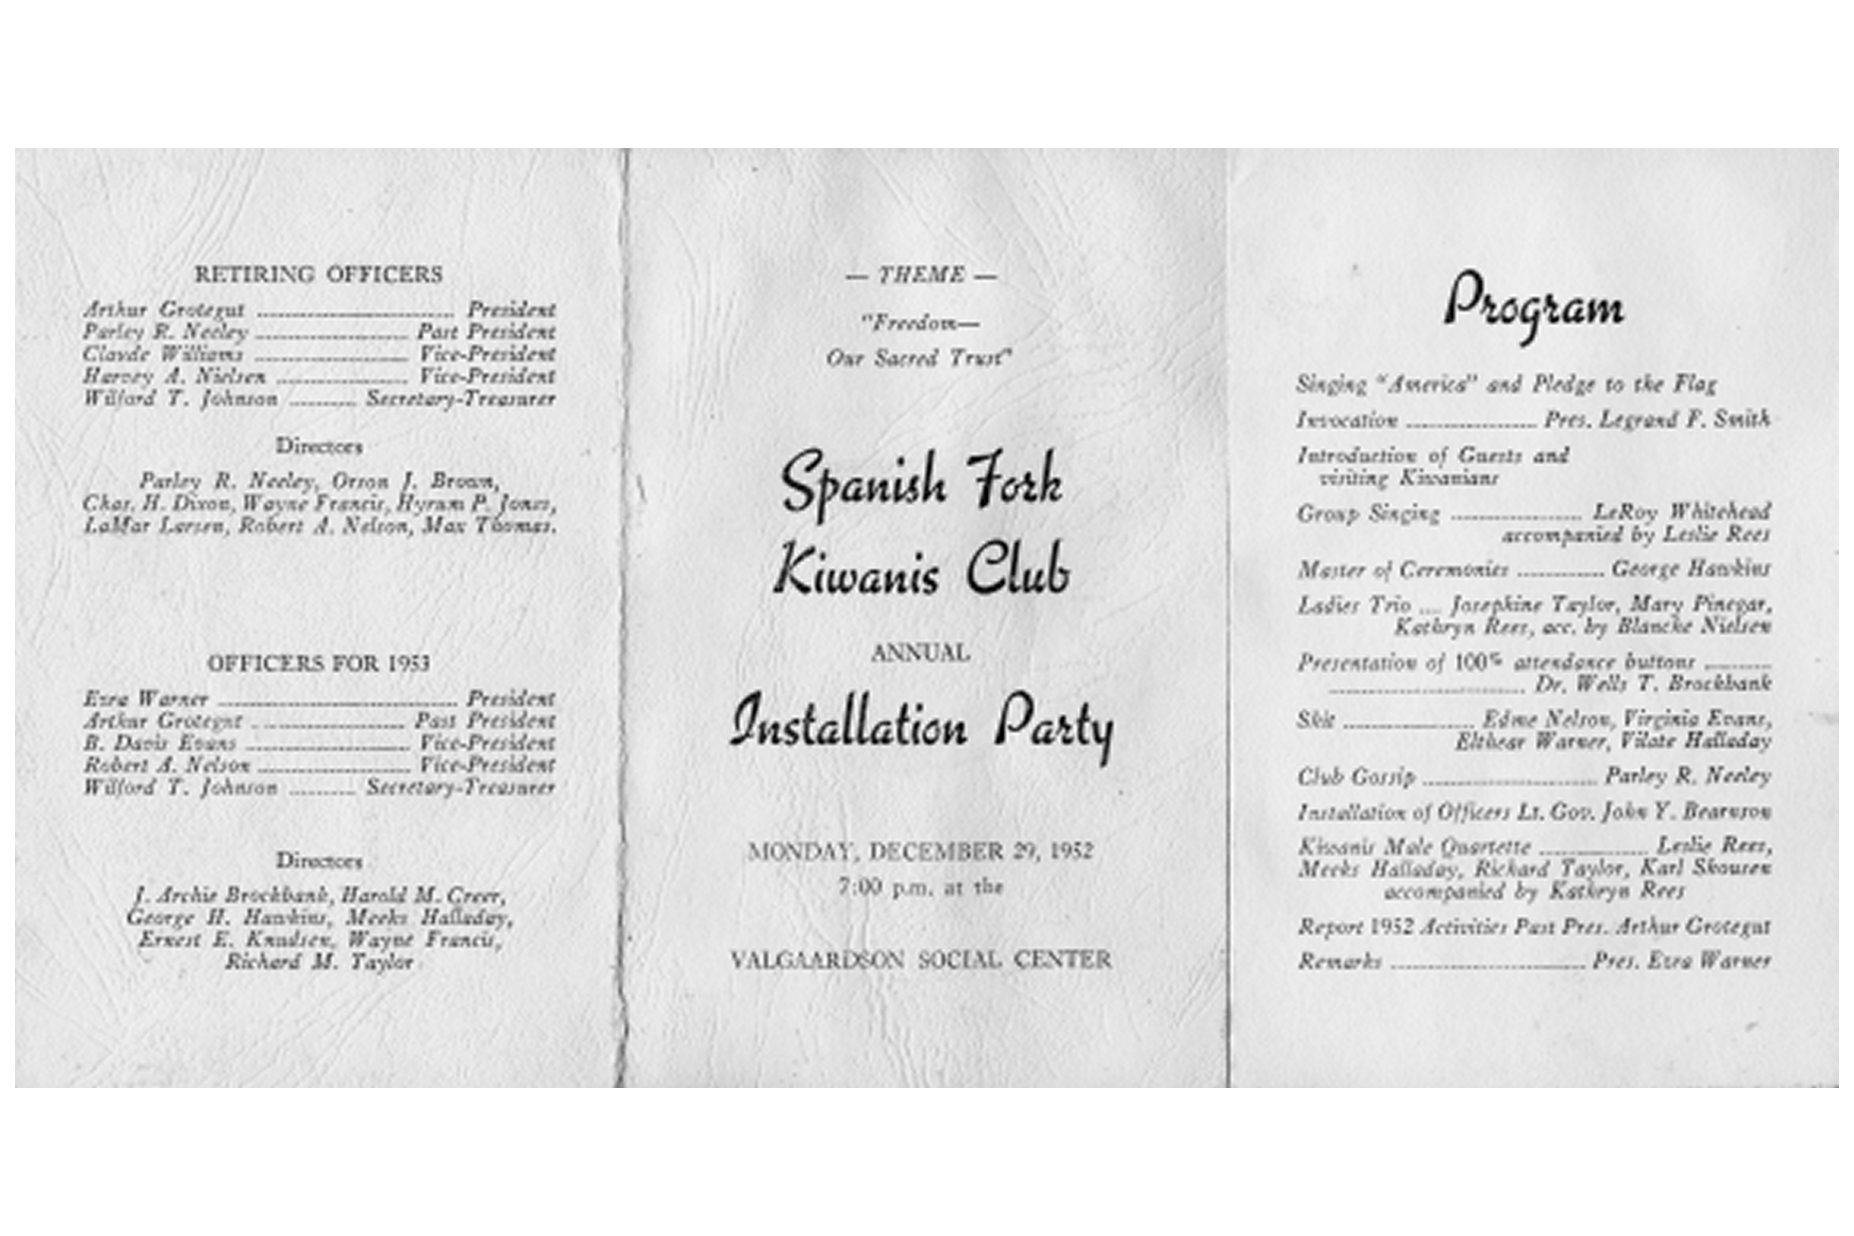 RETIRING OFFICERS
Arthur Grotegut ---------- President
Parley R. Neeley ---------- Past President
Claude Williams ---------- Vice-President
Harvey A. Nielsen ---------- Vice-President
Wilford T. Johnson ---------- Secretary-Treasurer
Directors
Parley R. Neeley, Orson J. Brown,
Chas. H. Dixon, Wayne Francis, Hyrum P. Jones,
LaMar Larsen, Robert A. Nelson, Max Thomas.
OFFICERS FOR 1953
Ezra Warner ---------- President
Arthur Grotegut ---------- Past President
B. Davis Evans ---------- Vice-President
Robert A. Nelson ---------- Vice-President
Wilford T. Johnson ---------- Secretary-Treasurer
Directors
J. Archie Brockbank, Harold M. Creer,
George H. Hawkins, Meeks Halladay,
Ernest E. Knudsen, Wayne Francis,
Richard M. Taylor
— THEME —
"Freedom—
Our Sacred Trust"
Spanish Fork
Kiwanis Club
ANNUAL
Installation Party
MONDAY, DECEMBER 29, 1952
7:00 p.m. at the
VALGAARDSON SOCIAL CENTER
Program
Singing "America" and Pledge to the Flag
Invocation ---------- Pres. Legrand F. Smith
Introduction of Guests and
visiting Kiwanians
Group Singing ---------- LeRoy Whitehead
accompanied by Leslie Rees
Master of Ceremonies ---------- George Hawkins
Ladies Trio .... Josephine Taylor, Mary Pinegar,
Kathryn Rees, acc. by Blanche Nielsen
Presentation of 100% attendance buttons ----------
---------- Dr. Wells T. Brockbank
Skit ---------- Edme Nelson, Virginia Evans,
Elthear Warner, Vilate Halladay
Club Gossip ---------- Parley R. Neeley
Installation of Officers Lt. Gov. John Y. Bearnson
Kiwanis Male Quartette ---------- Leslie Rees,
Meeks Halladay, Richard Taylor, Karl Skousen
accompanied by Kathryn Rees
Report 1952 Activities Past Pres. Arthur Grotegut
Remarks ---------- Pres. Ezra Warner